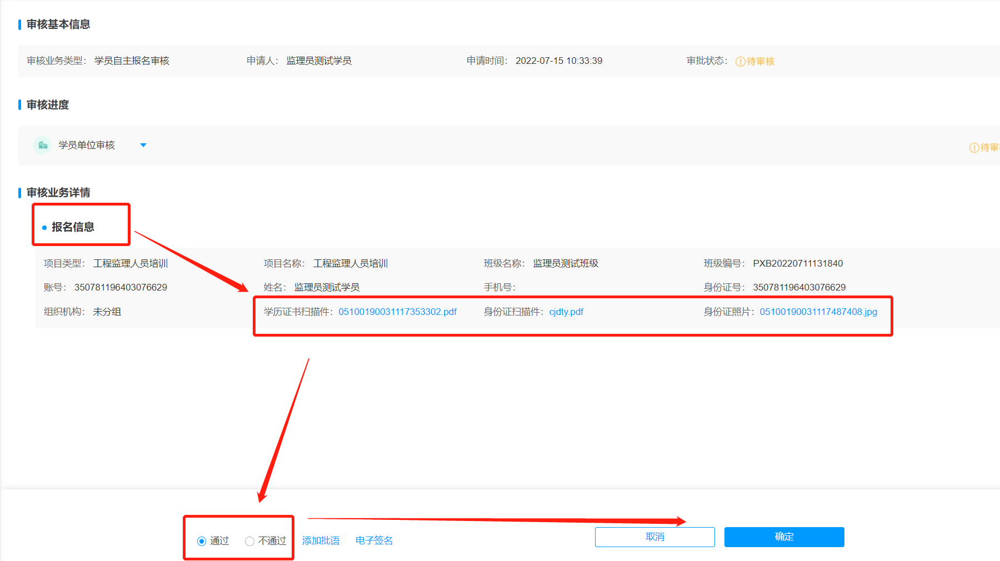 审核基本信息
审核业务类型： 学员自主报名审核 申请人： 监理员测试学员 申请时间： 2022-07-15 10:33:39 审批状态： 待审核
审核进度
学员单位审核 待审
审核业务详情
报名信息
项目类型： 工程监理人员培训 项目名称： 工程监理人员培训 班级名称： 监理员测试班级 班级编号： PXB20220711131840
账号： 350781196403076629 姓名： 监理员测试学员 手机号： 身份证号： 350781196403076629
组织机构： 未分组 学历证书扫描件： 05100190031117353302.pdf 身份证扫描件： cjdty.pdf 身份证照片： 05100190031117487408.jpg
通过 不通过 添加批语 电子签名 取消 确定